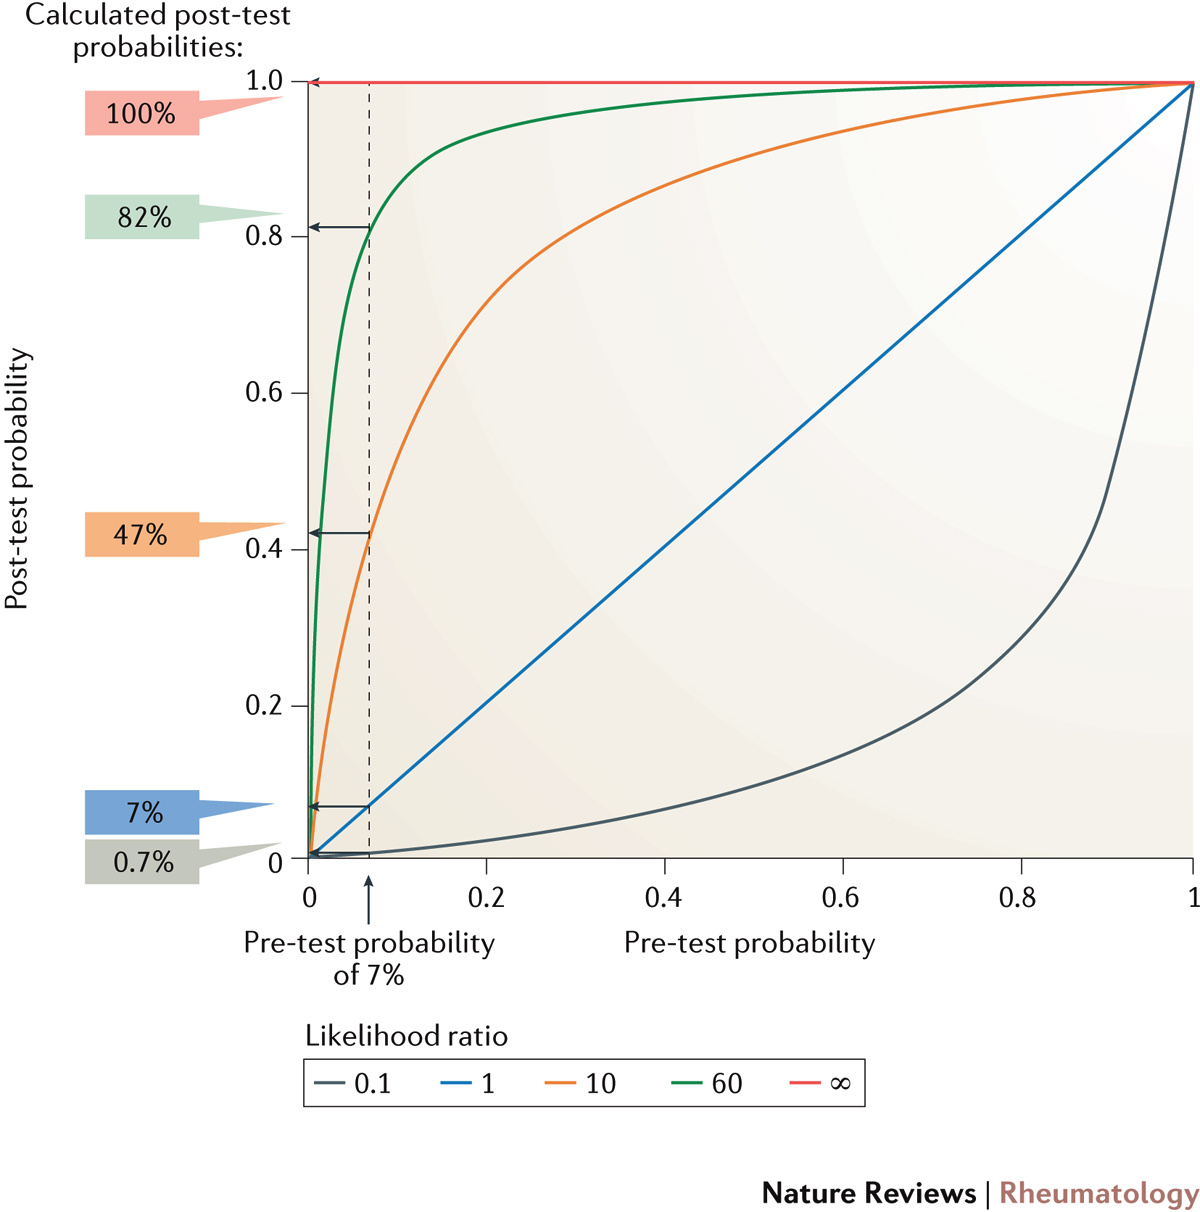 Calculated post-test
probabilities:
100%
82%
47%
7%
0.7%
Post-test probability
1.0
0.8
0.6
0.4
0.2
0
0 0.2 0.4 0.6 0.8 1
Pre-test probability
of 7%
Pre-test probability
Likelihood ratio
0.1 1 10 60 ∞
Nature Reviews | Rheumatology